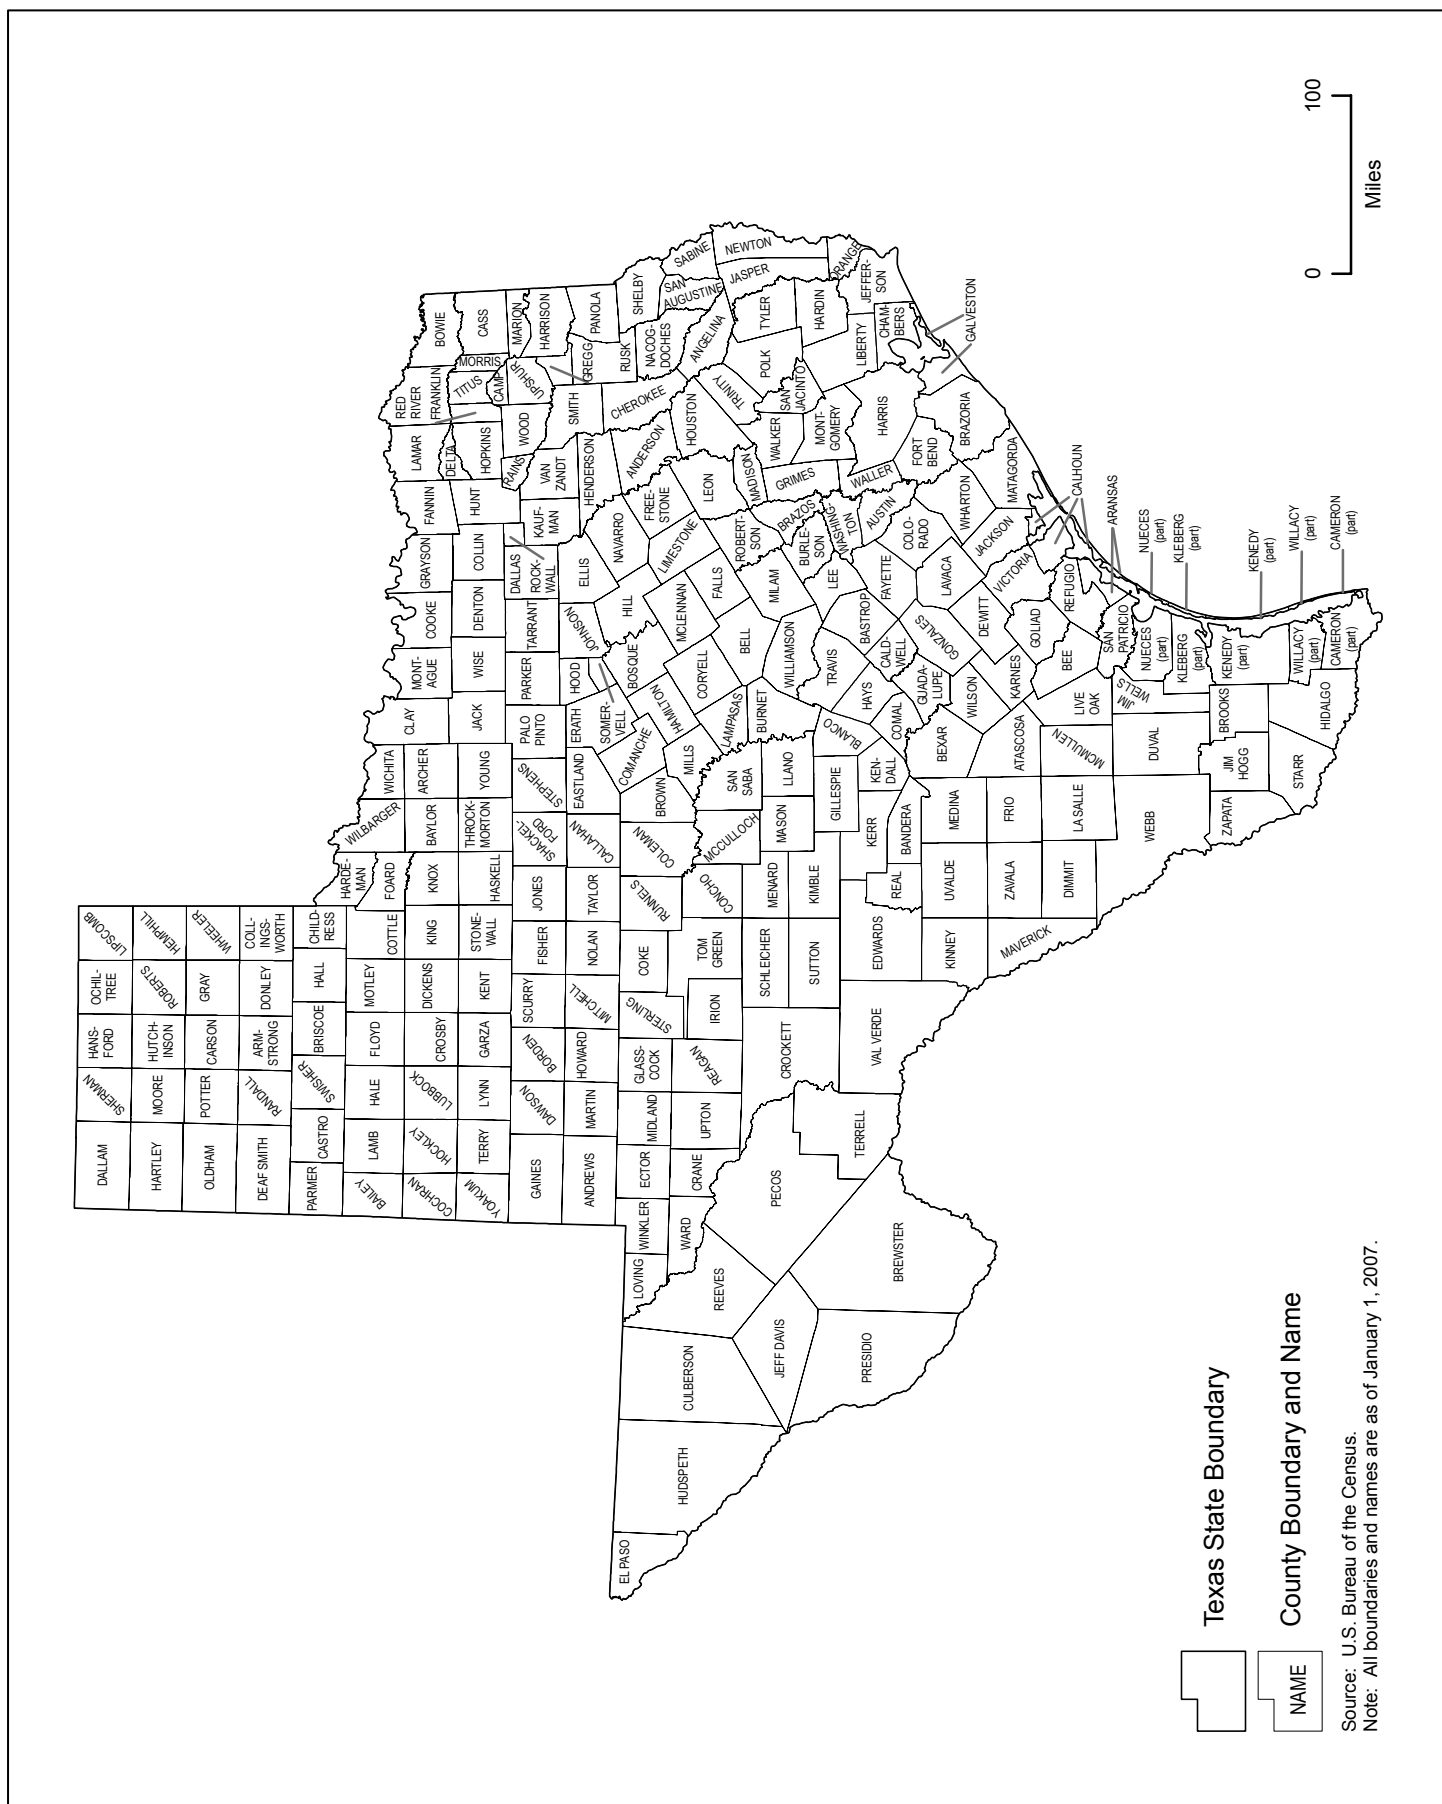 DALLAM
SHERMAN
HANS-
FORD
OCHIL-
TREE
LIPSCOMB
HARTLEY
MOORE
HUTCH-
INSON
ROBERTS
HEMPHILL
OLDHAM
POTTER
CARSON
GRAY
WHEELER
DEAF SMITH
RANDALL
ARM-
STRONG
DONLEY
COLL-
INGS-
WORTH
PARMER
CASTRO
SWISHER
BRISCOE
HALL
CHILD-
RESS
BAILEY
LAMB
HALE
FLOYD
MOTLEY
COTTLE
HARDE-
MAN
FOARD
WILBARGER
WICHITA
CLAY
MONT-
AGUE
COOKE
GRAYSON
FANNIN
LAMAR
RED
RIVER
BOWIE
COCHRAN
HOCKLEY
LUBBOCK
CROSBY
DICKENS
KING
KNOX
BAYLOR
ARCHER
JACK
WISE
DENTON
COLLIN
HUNT
DELTA
HOPKINS
FRANKLIN
TITUS
CAMP
MORRIS
CASS
MARION
YOAKUM
TERRY
LYNN
GARZA
KENT
STONE-
WALL
HASKELL
THROCK-
MORTON
YOUNG
PALO
PINTO
PARKER
TARRANT
DALLAS
ROCK-
WALL
KAUF-
MAN
VAN
ZANDT
RAINS
WOOD
UPSHUR
HARRISON
GAINES
DAWSON
BORDEN
SCURRY
FISHER
JONES
SHACKEL-
FORD
STEPHENS
ERATH
HOOD
SOMER-
VELL
JOHNSON
ELLIS
HENDERSON
SMITH
GREGG
RUSK
PANOLA
ANDREWS
MARTIN
HOWARD
MITCHELL
NOLAN
TAYLOR
CALLAHAN
EASTLAND
COMANCHE
HAMILTON
BOSQUE
HILL
NAVARRO
FREE-
STONE
ANDERSON
CHEROKEE
NACOG-
DOCHES
SHELBY
EL PASO
HUDSPETH
CULBERSON
LOVING
WINKLER
ECTOR
MIDLAND
GLASS-
COCK
STERLING
COKE
RUNNELS
COLEMAN
BROWN
MILLS
LAMPASAS
CORYELL
MCLENNAN
LIMESTONE
LEON
HOUSTON
ANGELINA
SAN
AUGUSTINE
SABINE
REEVES
WARD
CRANE
UPTON
REAGAN
IRION
TOM
GREEN
CONCHO
MCCULLOCH
SAN
SABA
BURNET
BELL
FALLS
ROBERT-
SON
MADISON
WALKER
TRINITY
POLK
TYLER
JASPER
NEWTON
JEFF DAVIS
PECOS
CROCKETT
SCHLEICHER
MENARD
MASON
LLANO
WILLIAMSON
MILAM
BURLE-
SON
BRAZOS
GRIMES
MONT-
GOMERY
SAN
JACINTO
LIBERTY
HARDIN
ORANGE
JEFFER-
SON
SUTTON
KIMBLE
GILLESPIE
BLANCO
TRAVIS
LEE
WASHING-
TON
WALLER
HARRIS
CHAM-
BERS
GALVESTON
PRESIDIO
BREWSTER
TERRELL
VAL VERDE
EDWARDS
REAL
KERR
BANDERA
KEN-
DALL
COMAL
HAYS
CALD-
WELL
BASTROP
FAYETTE
AUSTIN
COLO-
RADO
FORT
BEND
BRAZORIA
KINNEY
UVALDE
MEDINA
BEXAR
GUADA-
LUPE
GONZALES
LAVACA
WHARTON
MATAGORDA
MAVERICK
ZAVALA
FRIO
ATASCOSA
WILSON
KARNES
DEWITT
JACKSON
VICTORIA
CALHOUN
DIMMIT
LA SALLE
MCMULLEN
LIVE
OAK
BEE
GOLIAD
REFUGIO
ARANSAS
WEBB
DUVAL
JIM
WELLS
SAN
PATRICIO
NUECES
(part)
NUECES
(part)
KLEBERG
(part)
KLEBERG
(part)
ZAPATA
JIM
HOGG
BROOKS
KENEDY
(part)
KENEDY
(part)
STARR
HIDALGO
WILLACY
(part)
WILLACY
(part)
CAMERON
(part)
CAMERON
(part)
Texas State Boundary
NAME
County Boundary and Name
Source: U.S. Bureau of the Census.
Note: All boundaries and names are as of January 1, 2007.
0
100
Miles